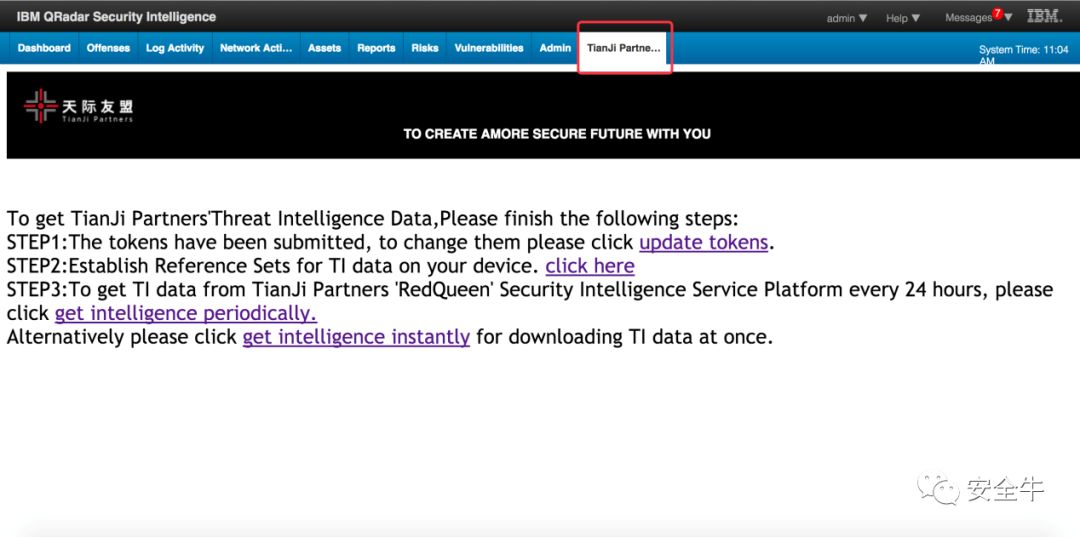 IBM QRadar Security Intelligence
admin Help Messages 7 IBM.
Dashboard Offenses Log Activity Network Acti... Assets Reports Risks Vulnerabilities Admin TianJi Partne... System Time: 11:04
AM
天际友盟
TianJi Partners
TO CREATE AMORE SECURE FUTURE WITH YOU
To get TianJi Partners'Threat Intelligence Data,Please finish the following steps:
STEP1:The tokens have been submitted, to change them please click update tokens.
STEP2:Establish Reference Sets for TI data on your device. click here
STEP3:To get TI data from TianJi Partners 'RedQueen' Security Intelligence Service Platform every 24 hours, please
click get intelligence periodically.
Alternatively please click get intelligence instantly for downloading TI data at once.
安全牛